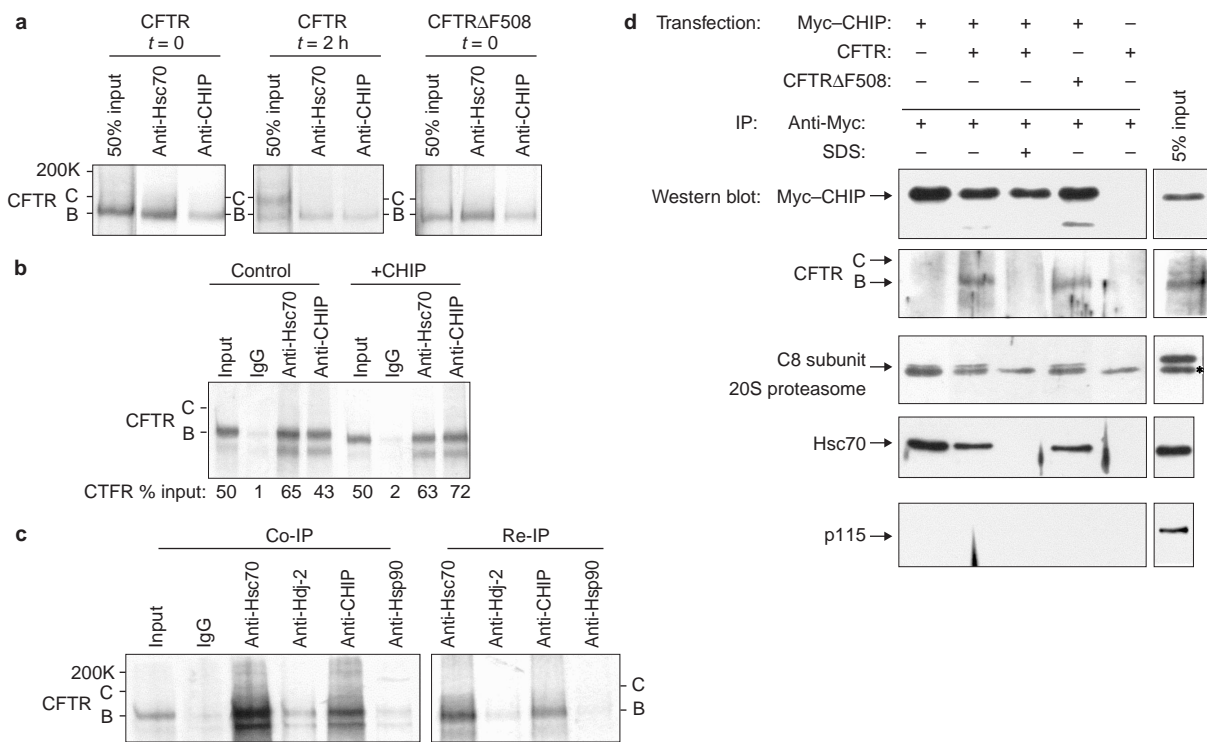 a
CFTR
t = 0
CFTR
t = 2 h
CFTRΔF508
t = 0
50% input
Anti-Hsc70
Anti-CHIP
50% input
Anti-Hsc70
Anti-CHIP
50% input
Anti-Hsc70
Anti-CHIP
200K
CFTR
C
B
C
B
C
B
b
Control
+CHIP
Input
IgG
Anti-Hsc70
Anti-CHIP
Input
IgG
Anti-Hsc70
Anti-CHIP
CFTR
C
B
CTFR % input: 50 1 65 43 50 2 63 72
c
Co-IP
Re-IP
Input
IgG
Anti-Hsc70
Anti-Hdj-2
Anti-CHIP
Anti-Hsp90
Anti-Hsc70
Anti-Hdj-2
Anti-CHIP
Anti-Hsp90
200K
CFTR
C
B
C
B
d
Transfection: Myc–CHIP: + + + + –
CFTR: – + + – +
CFTRΔF508: – – – + –
IP: Anti-Myc: + + + + +
SDS: – – + – –
5% input
Western blot: Myc–CHIP
CFTR
C
B
C8 subunit
20S proteasome
*
Hsc70
p115